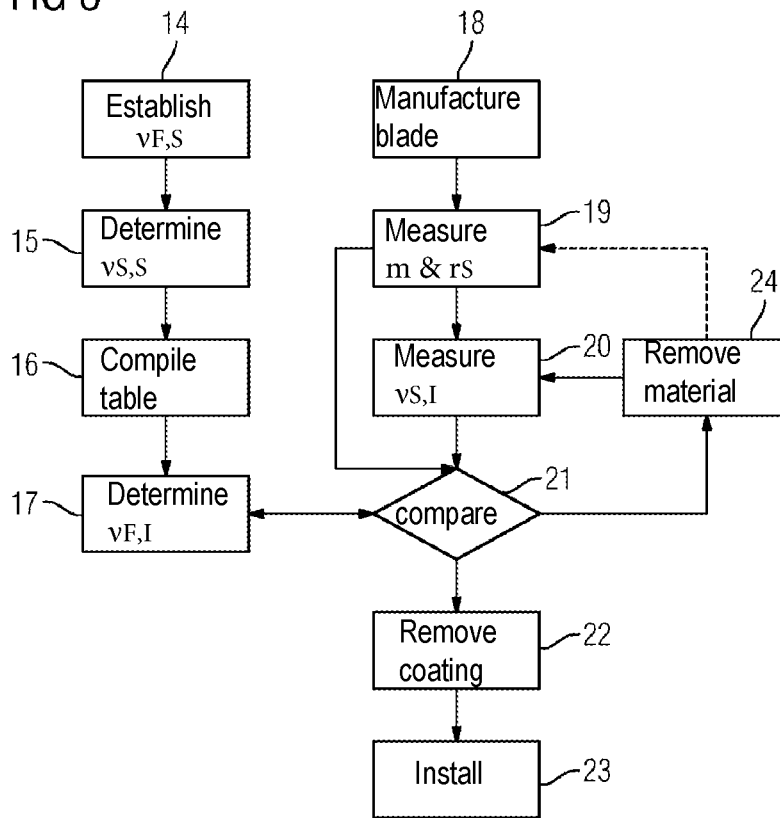 14
Establish
νF,S
15
Determine
νS,S
16
Compile
table
17
Determine
νF,I
18
Manufacture
blade
19
Measure
m & rS
20
Measure
νS,I
24
Remove
material
21
compare
22
Remove
coating
23
Install